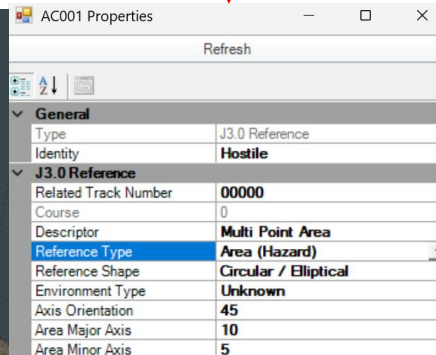 AC001 Properties
Refresh
General
Type J3.0 Reference
Identity Hostile
J3.0 Reference
Related Track Number 00000
Course 0
Descriptor Multi Point Area
Reference Type Area (Hazard)
Reference Shape Circular / Elliptical
Environment Type Unknown
Axis Orientation 45
Area Major Axis 10
Area Minor Axis 5